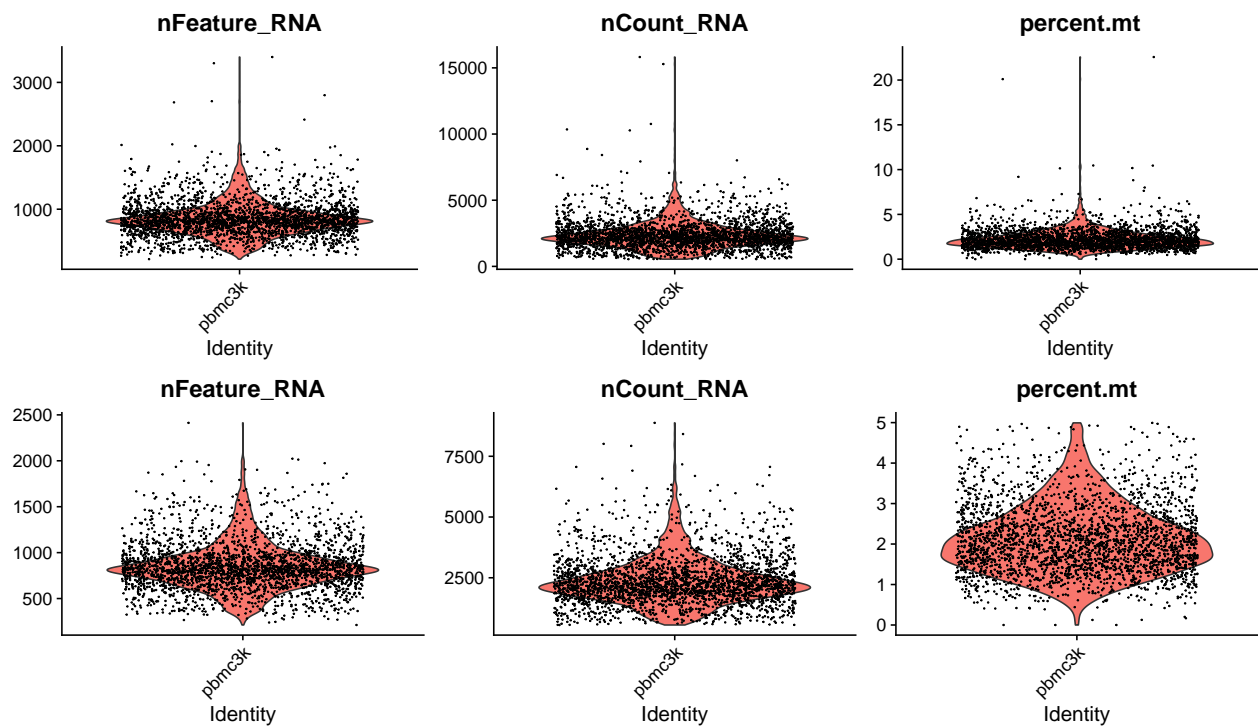 nFeature_RNA
3000
2000
1000
pbmc3k
Identity
nCount_RNA
15000
10000
5000
0
pbmc3k
Identity
percent.mt
20
15
10
5
0
pbmc3k
Identity
nFeature_RNA
2500
2000
1500
1000
500
pbmc3k
Identity
nCount_RNA
7500
5000
2500
pbmc3k
Identity
percent.mt
5
4
3
2
1
0
pbmc3k
Identity